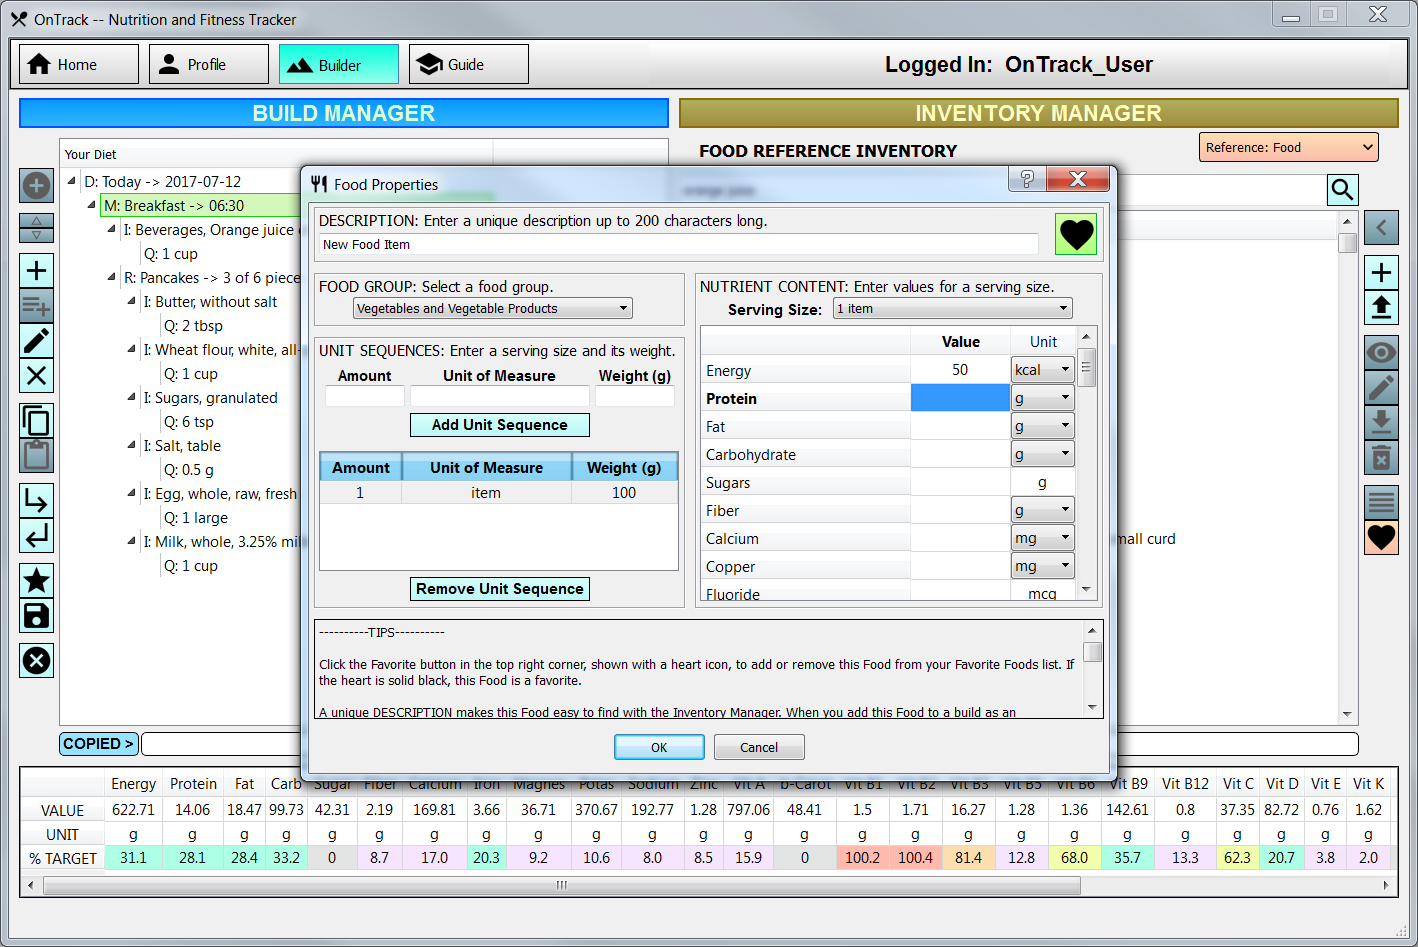 OnTrack -- Nutrition and Fitness Tracker
Home
Profile
Builder
Guide
Logged In: OnTrack_User
BUILD MANAGER
INVENTORY MANAGER
Your Diet
FOOD REFERENCE INVENTORY
Reference: Food
orange juice
D: Today -> 2017-07-12
M: Breakfast -> 06:30
I: Beverages, Orange juice
Q: 1 cup
R: Pancakes -> 3 of 6 piece
I: Butter, without salt
Q: 2 tbsp
I: Wheat flour, white, all-
Q: 1 cup
I: Sugars, granulated
Q: 6 tsp
I: Salt, table
Q: 0.5 g
I: Egg, whole, raw, fresh
Q: 1 large
I: Milk, whole, 3.25% mil
Q: 1 cup
mall curd
Food Properties
DESCRIPTION: Enter a unique description up to 200 characters long.
New Food Item
FOOD GROUP: Select a food group.
Vegetables and Vegetable Products
UNIT SEQUENCES: Enter a serving size and its weight.
Amount Unit of Measure Weight (g)
Add Unit Sequence
Amount Unit of Measure Weight (g)
1 item 100
Remove Unit Sequence
NUTRIENT CONTENT: Enter values for a serving size.
Serving Size: 1 item
Value Unit
Energy 50 kcal
Protein g
Fat g
Carbohydrate g
Sugars g
Fiber g
Calcium mg
Copper mg
Fluoride mcg
----------TIPS----------
Click the Favorite button in the top right corner, shown with a heart icon, to add or remove this Food from your Favorite Foods list. If
the heart is solid black, this Food is a favorite.
A unique DESCRIPTION makes this Food easy to find with the Inventory Manager. When you add this Food to a build as an
OK
Cancel
COPIED >
Energy Protein Fat Carb Sugar Fiber Calcium Iron Magnes Potas Sodium Zinc Vit A b-Carot Vit B1 Vit B2 Vit B3 Vit B5 Vit B6 Vit B9 Vit B12 Vit C Vit D Vit E Vit K
VALUE 622.71 14.06 18.47 99.73 42.31 2.19 169.81 3.66 36.71 370.67 192.77 1.28 797.06 48.41 1.5 1.71 16.27 1.28 1.36 142.61 0.8 37.35 82.72 0.76 1.62
UNIT g g g g g g g g g g g g g g g g g g g g g g g g g
% TARGET 31.1 28.1 28.4 33.2 0 8.7 17.0 20.3 9.2 10.6 8.0 8.5 15.9 0 100.2 100.4 81.4 12.8 68.0 35.7 13.3 62.3 20.7 3.8 2.0